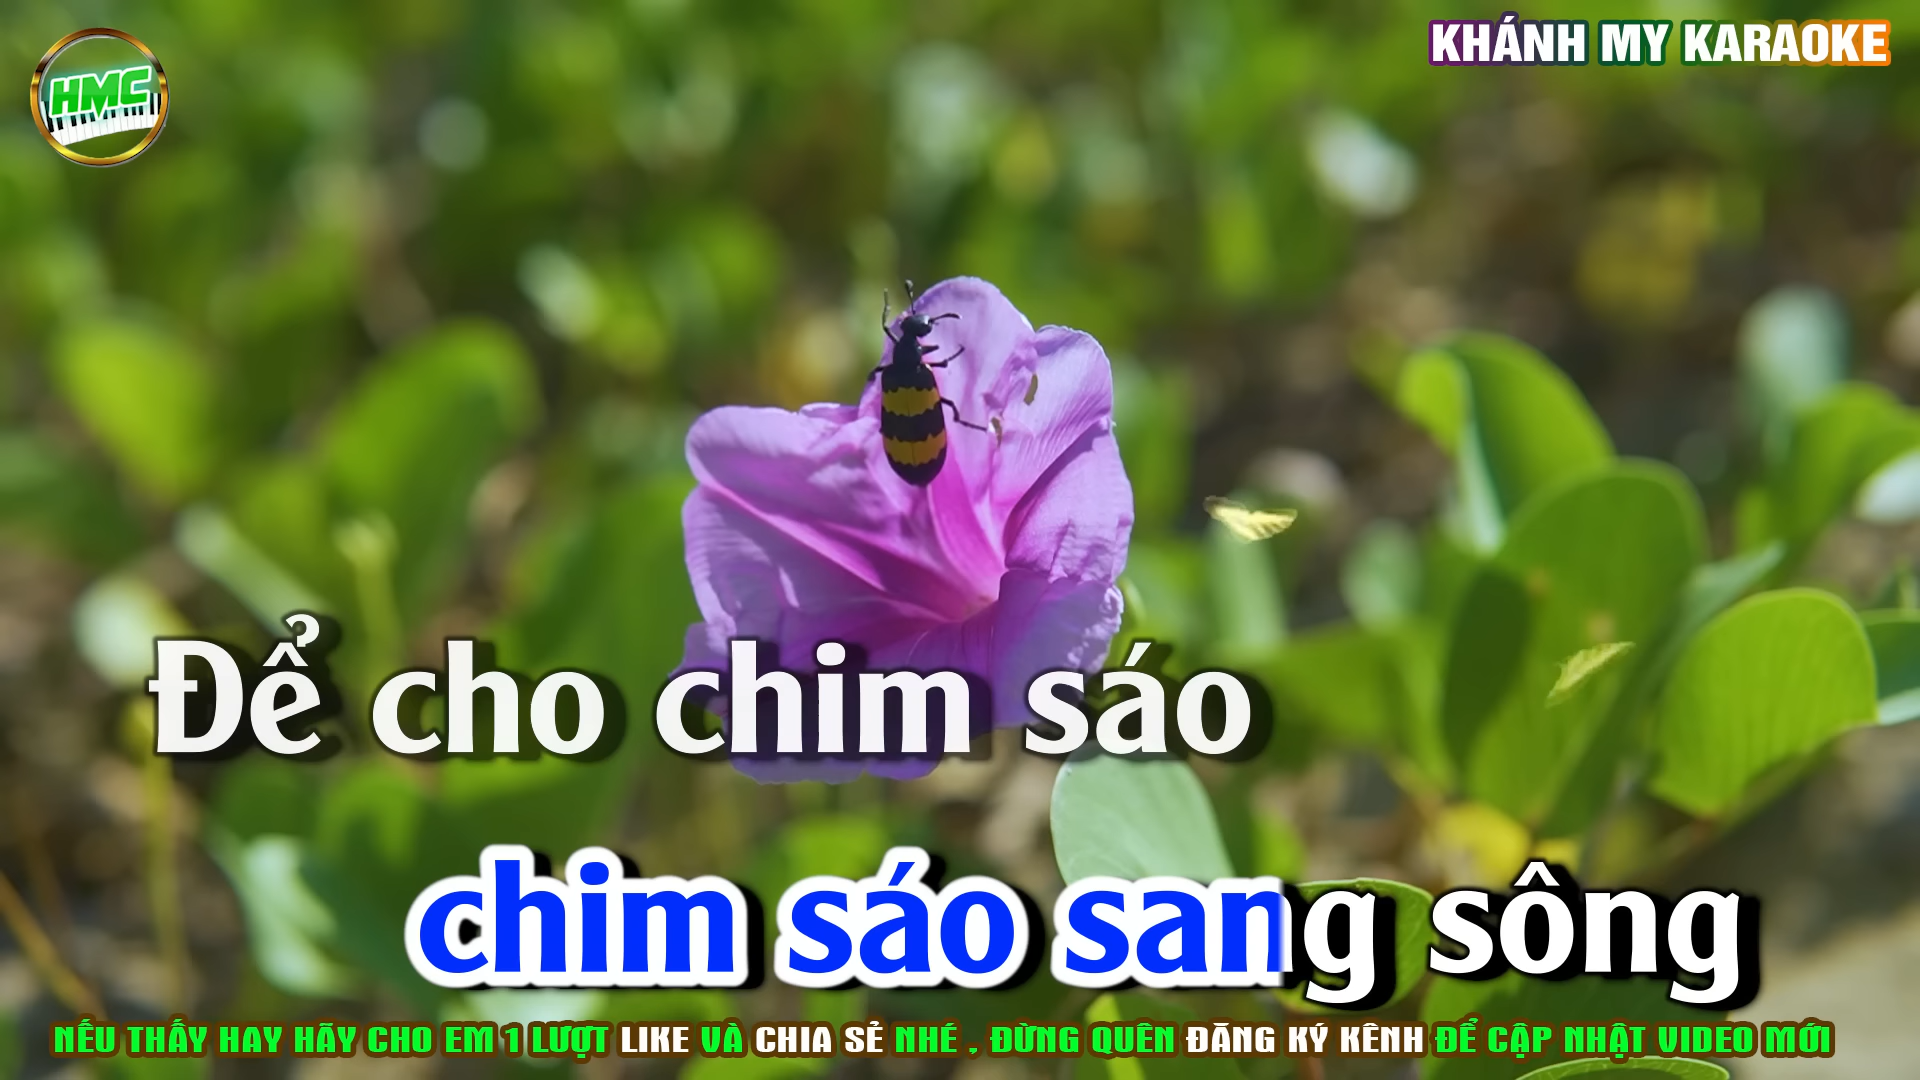 HMC
KHÁNH MY KARAOKE
Để cho chim sáo
chim sáo sang sông
NẾU THẤY HAY HÃY CHO EM 1 LƯỢT LIKE VÀ CHIA SẺ NHÉ , ĐỪNG QUÊN ĐĂNG KÝ KÊNH ĐỂ CẬP NHẬT VIDEO MỚI